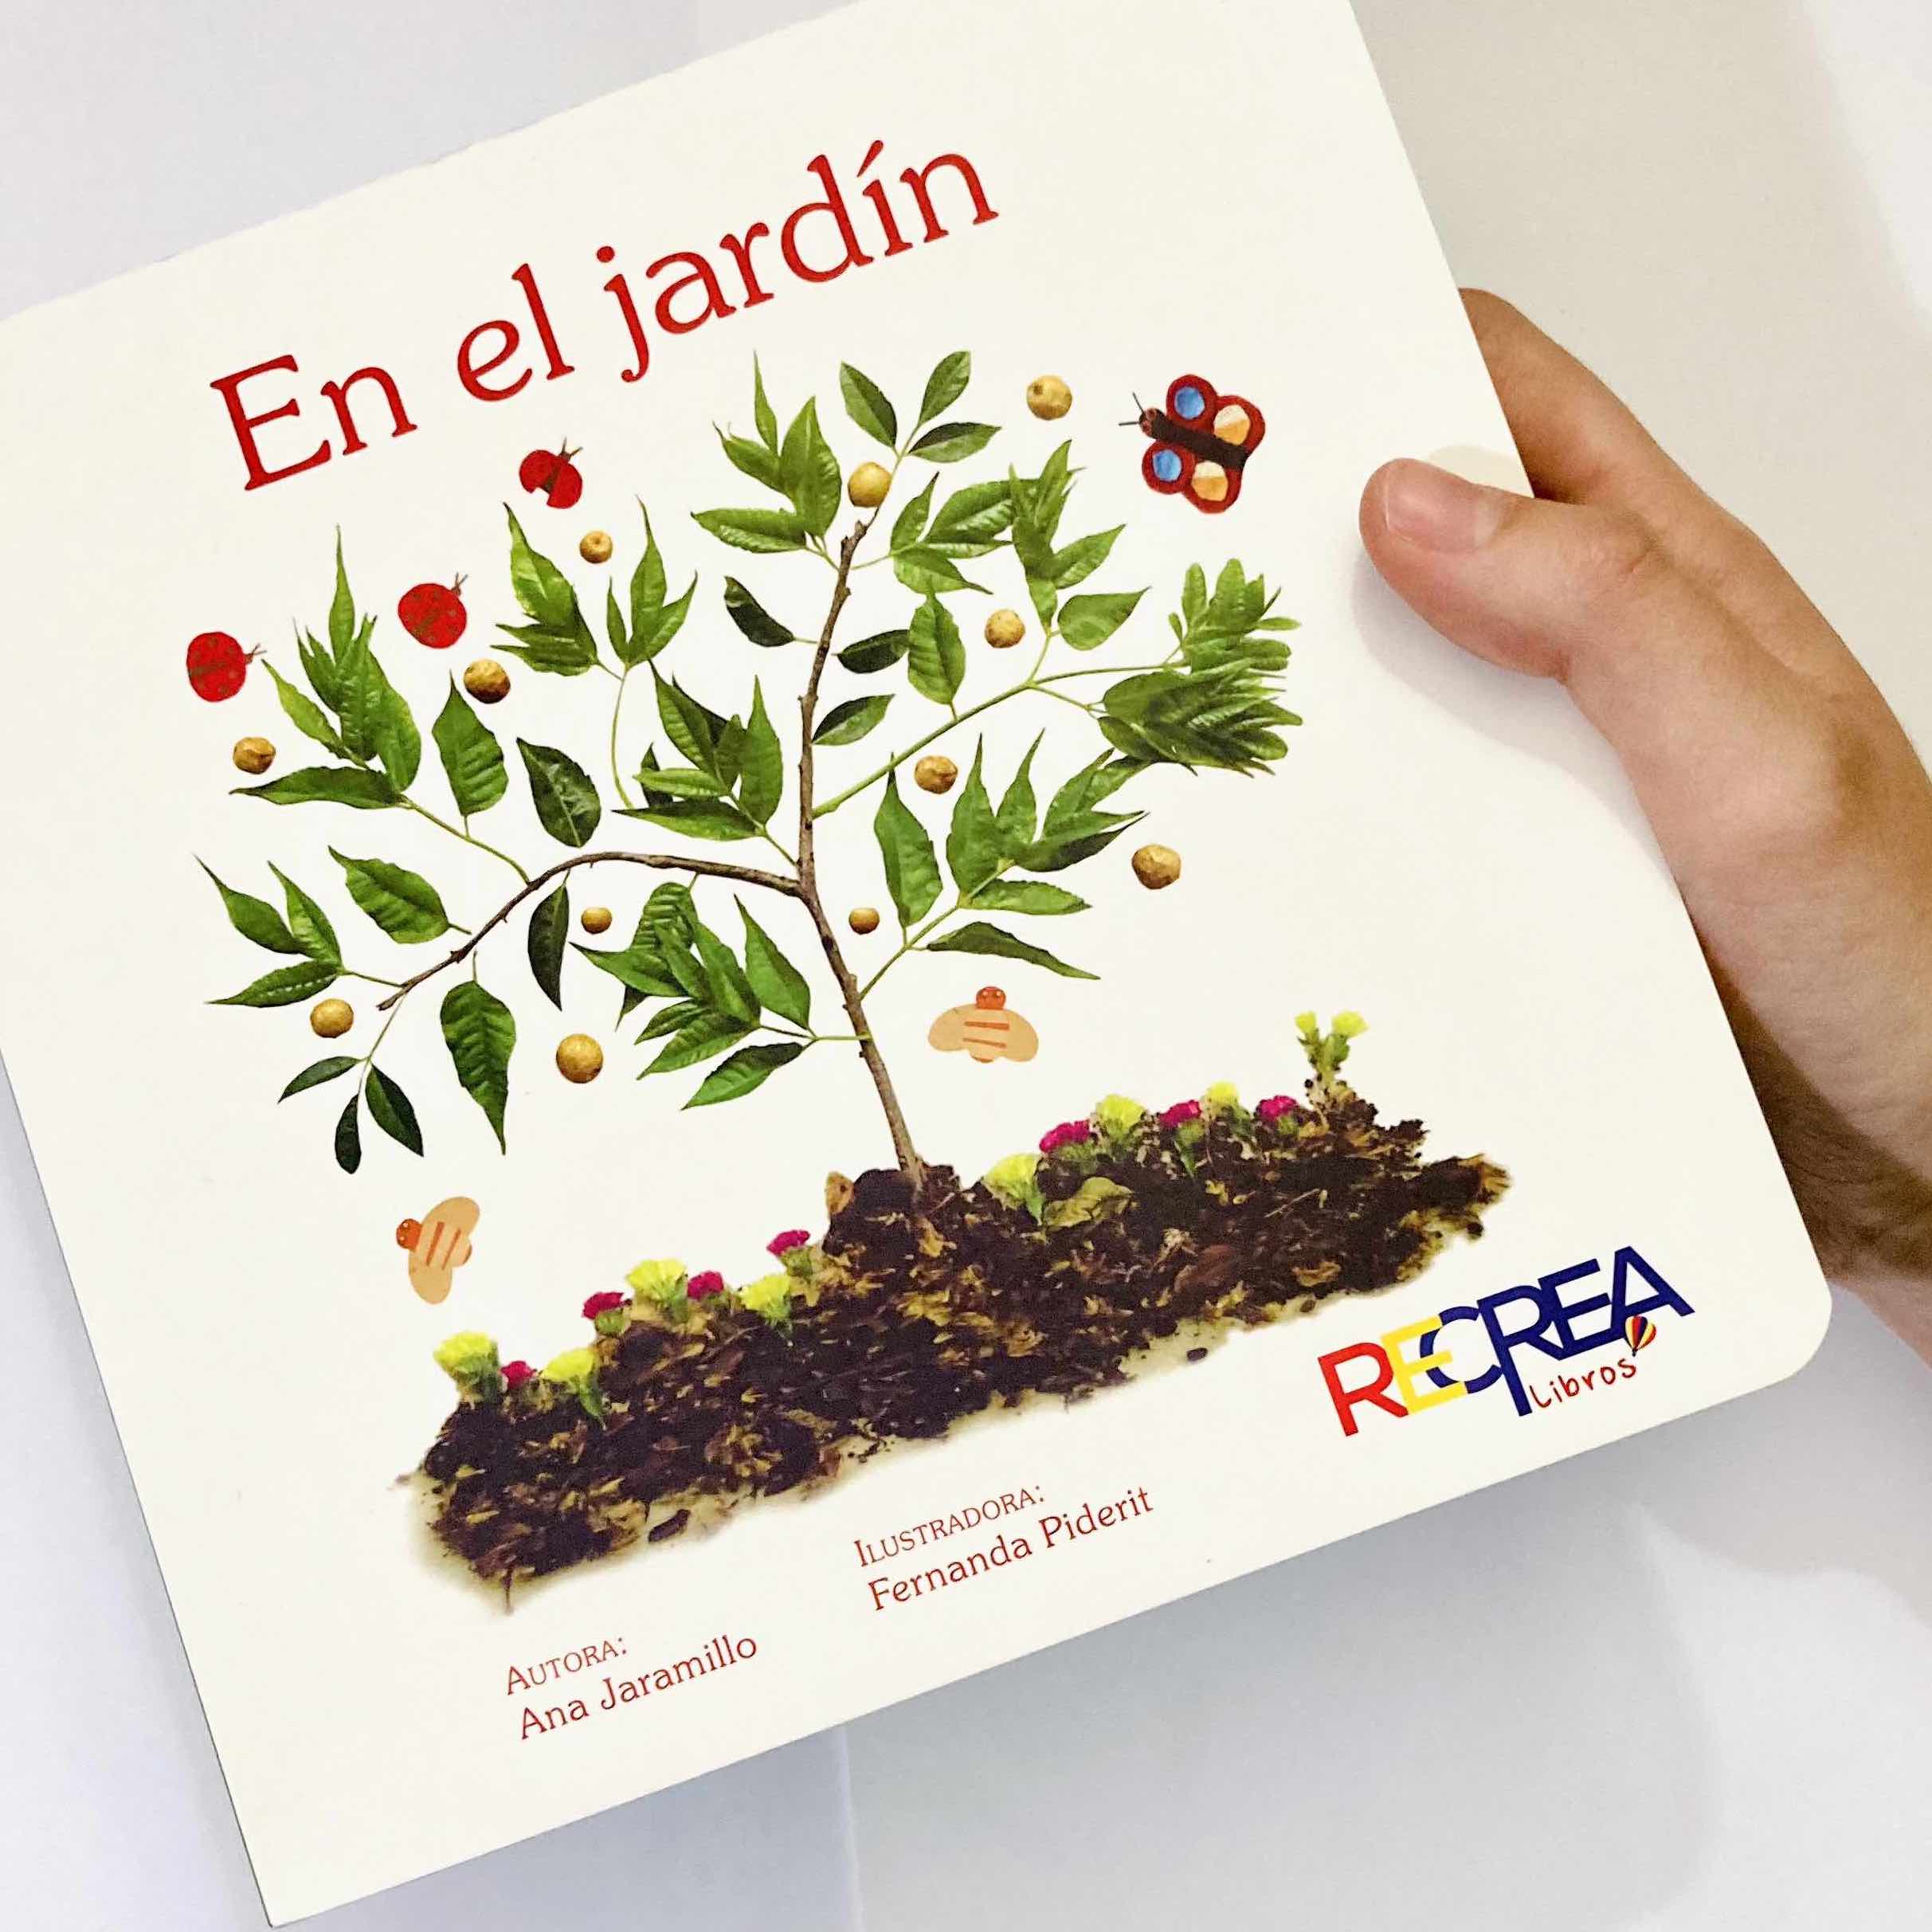 En el jardín
RECREA
Libros
ILUSTRADORA:
Fernanda Piderit
AUTORA:
Ana Jaramillo